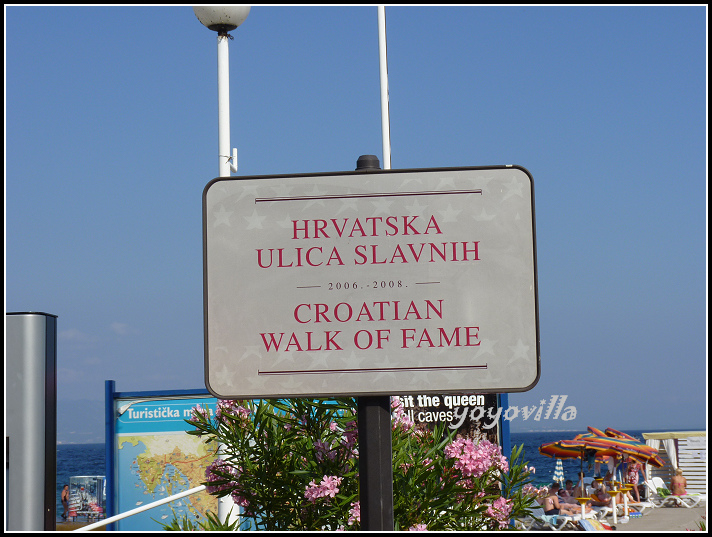 HRVATSKA
ULICA SLAVNIH
2006.-2008.
CROATIAN
WALK OF FAME
Turistička
sit the queen
ll caves
yoyovilla